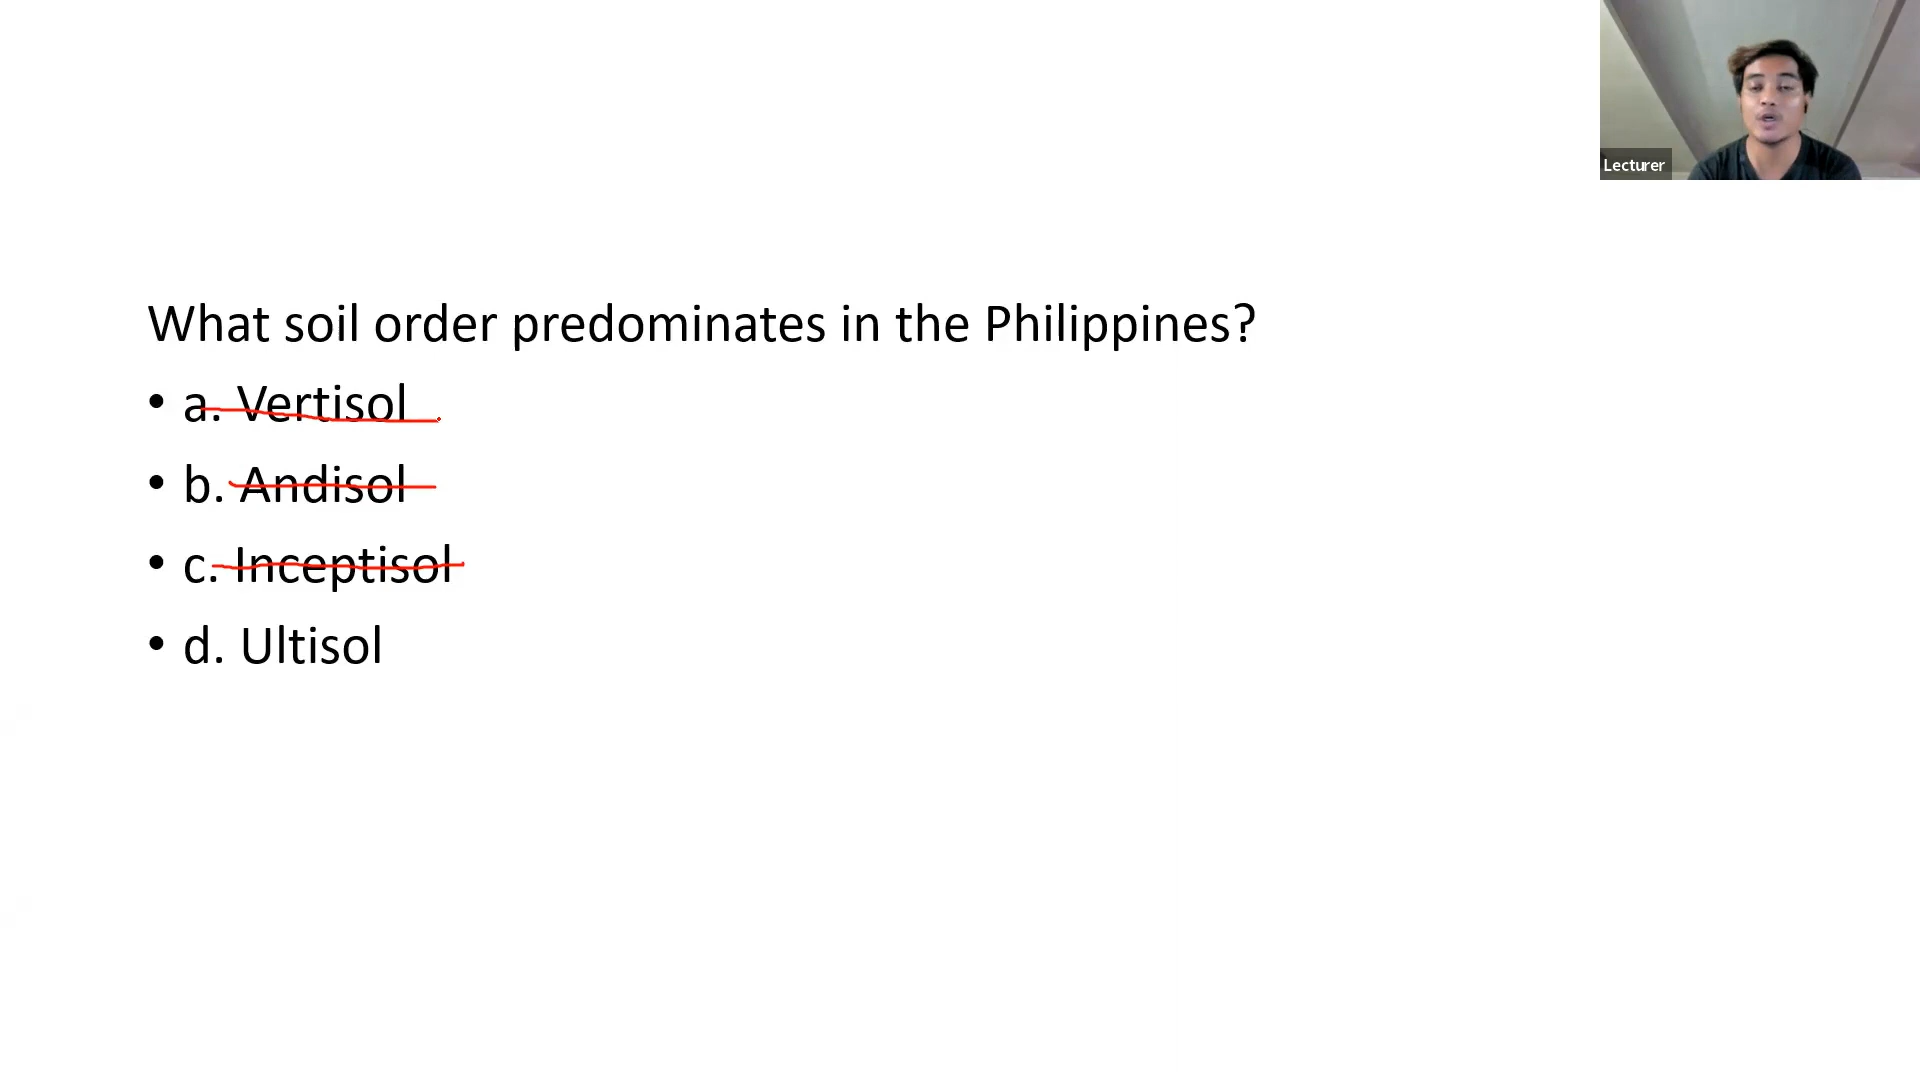 Lecturer
What soil order predominates in the Philippines?
• a. Vertisol
• b. Andisol
• c. Inceptisol
• d. Ultisol